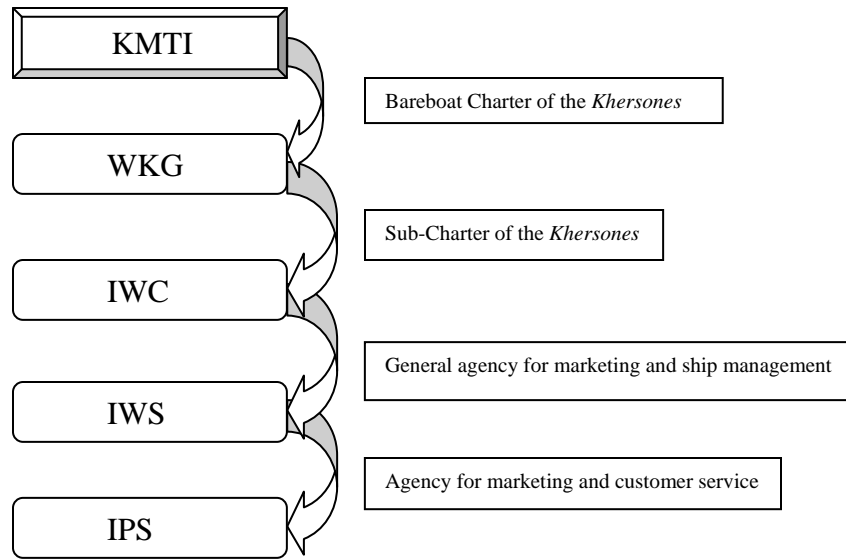 KMTI
Bareboat Charter of the Khersones
WKG
Sub-Charter of the Khersones
IWC
General agency for marketing and ship management
IWS
Agency for marketing and customer service
IPS